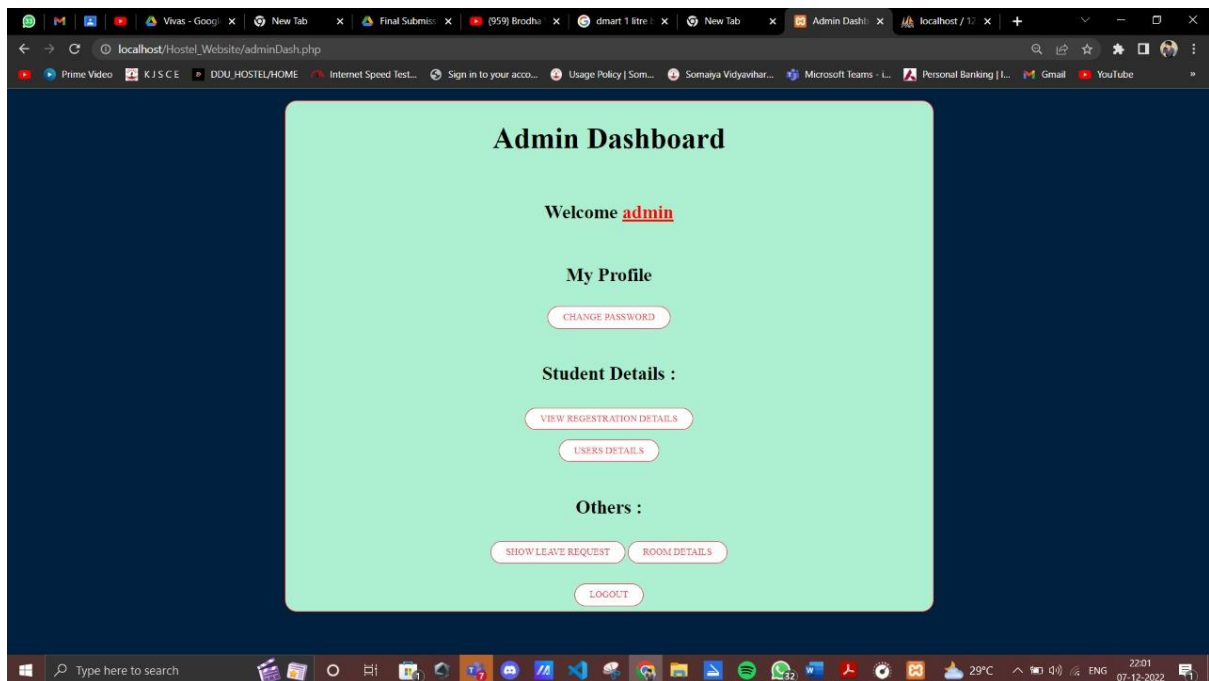 Vivas - Googl
New Tab
Final Submiss
(959) Brodha
dmart 1 litre
New Tab
Admin Dashb
localhost / 12
localhost/Hostel_Website/adminDash.php
Prime Video
K J S C E
DDU_HOSTEL/HOME
Internet Speed Test...
Sign in to your acco...
Usage Policy | Som...
Somaiya Vidyavihar...
Microsoft Teams - i...
Personal Banking | I...
Gmail
YouTube
Admin Dashboard
Welcome admin
My Profile
CHANGE PASSWORD
Student Details :
VIEW REGESTRATION DETAILS
USERS DETAILS
Others :
SHOW LEAVE REQUEST
ROOM DETAILS
LOGOUT
Type here to search
29°C
ENG
22:01
07-12-2022